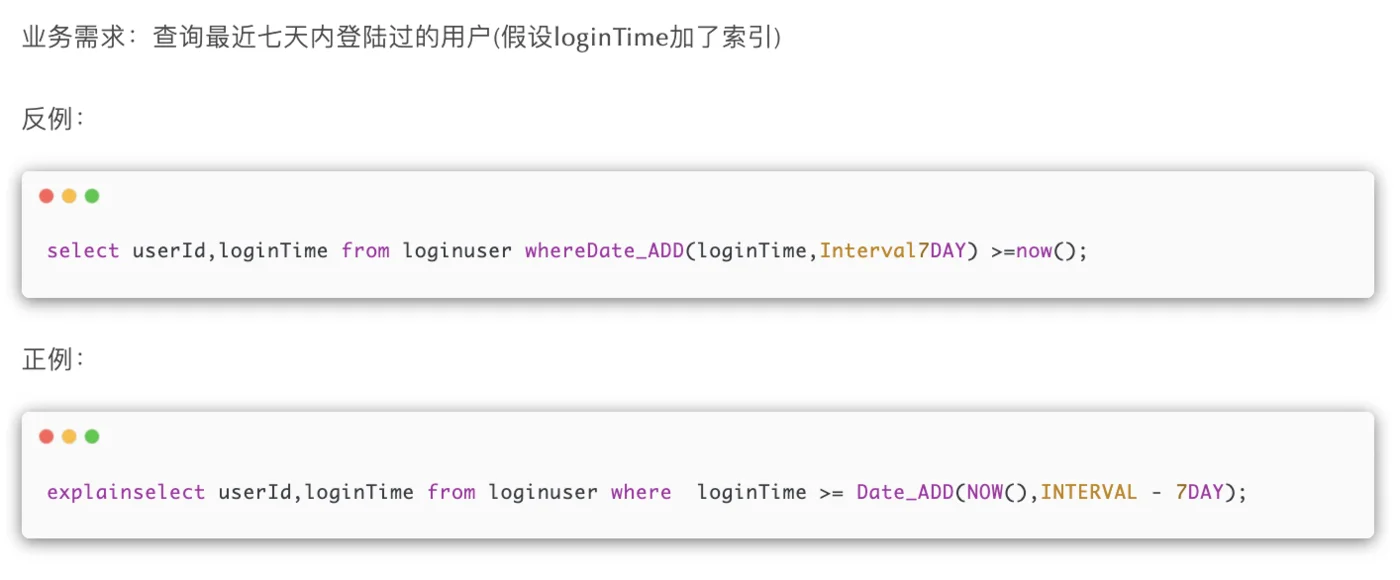 业务需求：查询最近七天内登陆过的用户(假设loginTime加了索引)
反例：
select userId,loginTime from loginuser whereDate_ADD(loginTime,Interval7DAY) >=now();
正例：
explainselect userId,loginTime from loginuser where  loginTime >= Date_ADD(NOW(),INTERVAL - 7DAY);